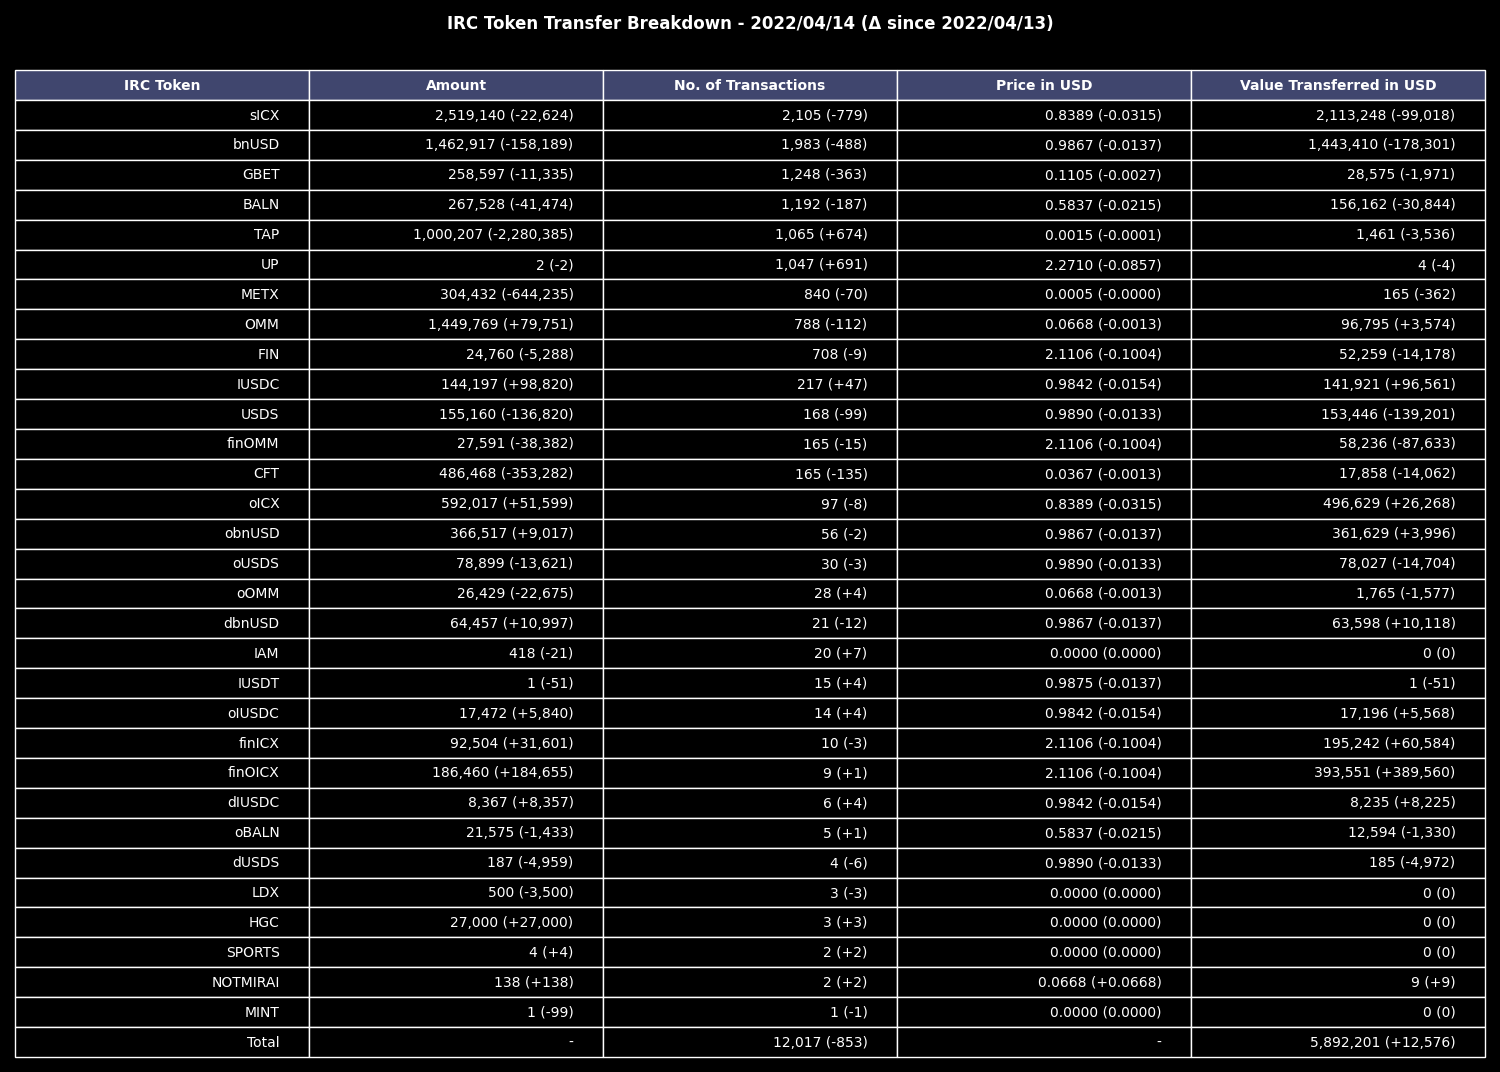 IRC Token Transfer Breakdown - 2022/04/14 (Δ since 2022/04/13)
IRC Token Amount No. of Transactions Price in USD Value Transferred in USD
sICX 2,519,140 (-22,624) 2,105 (-779) 0.8389 (-0.0315) 2,113,248 (-99,018)
bnUSD 1,462,917 (-158,189) 1,983 (-488) 0.9867 (-0.0137) 1,443,410 (-178,301)
GBET 258,597 (-11,335) 1,248 (-363) 0.1105 (-0.0027) 28,575 (-1,971)
BALN 267,528 (-41,474) 1,192 (-187) 0.5837 (-0.0215) 156,162 (-30,844)
TAP 1,000,207 (-2,280,385) 1,065 (+674) 0.0015 (-0.0001) 1,461 (-3,536)
UP 2 (-2) 1,047 (+691) 2.2710 (-0.0857) 4 (-4)
METX 304,432 (-644,235) 840 (-70) 0.0005 (-0.0000) 165 (-362)
OMM 1,449,769 (+79,751) 788 (-112) 0.0668 (-0.0013) 96,795 (+3,574)
FIN 24,760 (-5,288) 708 (-9) 2.1106 (-0.1004) 52,259 (-14,178)
IUSDC 144,197 (+98,820) 217 (+47) 0.9842 (-0.0154) 141,921 (+96,561)
USDS 155,160 (-136,820) 168 (-99) 0.9890 (-0.0133) 153,446 (-139,201)
finOMM 27,591 (-38,382) 165 (-15) 2.1106 (-0.1004) 58,236 (-87,633)
CFT 486,468 (-353,282) 165 (-135) 0.0367 (-0.0013) 17,858 (-14,062)
oICX 592,017 (+51,599) 97 (-8) 0.8389 (-0.0315) 496,629 (+26,268)
obnUSD 366,517 (+9,017) 56 (-2) 0.9867 (-0.0137) 361,629 (+3,996)
oUSDS 78,899 (-13,621) 30 (-3) 0.9890 (-0.0133) 78,027 (-14,704)
oOMM 26,429 (-22,675) 28 (+4) 0.0668 (-0.0013) 1,765 (-1,577)
dbnUSD 64,457 (+10,997) 21 (-12) 0.9867 (-0.0137) 63,598 (+10,118)
IAM 418 (-21) 20 (+7) 0.0000 (0.0000) 0 (0)
IUSDT 1 (-51) 15 (+4) 0.9875 (-0.0137) 1 (-51)
oIUSDC 17,472 (+5,840) 14 (+4) 0.9842 (-0.0154) 17,196 (+5,568)
finICX 92,504 (+31,601) 10 (-3) 2.1106 (-0.1004) 195,242 (+60,584)
finOICX 186,460 (+184,655) 9 (+1) 2.1106 (-0.1004) 393,551 (+389,560)
dIUSDC 8,367 (+8,357) 6 (+4) 0.9842 (-0.0154) 8,235 (+8,225)
oBALN 21,575 (-1,433) 5 (+1) 0.5837 (-0.0215) 12,594 (-1,330)
dUSDS 187 (-4,959) 4 (-6) 0.9890 (-0.0133) 185 (-4,972)
LDX 500 (-3,500) 3 (-3) 0.0000 (0.0000) 0 (0)
HGC 27,000 (+27,000) 3 (+3) 0.0000 (0.0000) 0 (0)
SPORTS 4 (+4) 2 (+2) 0.0000 (0.0000) 0 (0)
NOTMIRAI 138 (+138) 2 (+2) 0.0668 (+0.0668) 9 (+9)
MINT 1 (-99) 1 (-1) 0.0000 (0.0000) 0 (0)
Total - 12,017 (-853) - 5,892,201 (+12,576)